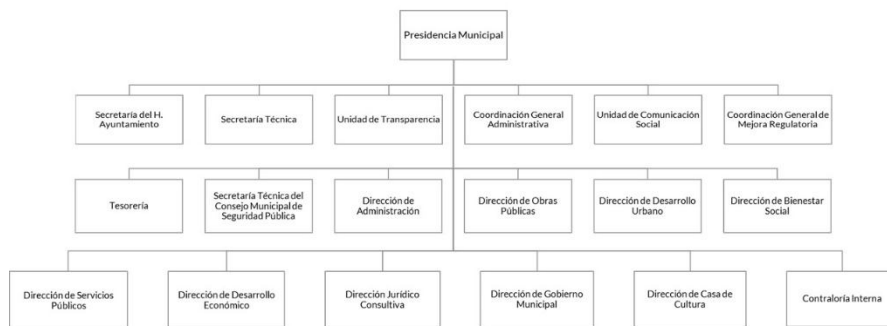 Presidencia Municipal
Secretaría del H.
Ayuntamiento
Secretaría Técnica
Unidad de Transparencia
Coordinación General
Administrativa
Unidad de Comunicación
Social
Coordinación General de
Mejora Regulatoria
Tesorería
Secretaría Técnica del
Consejo Municipal de
Seguridad Pública
Dirección de
Administración
Dirección de Obras
Públicas
Dirección de Desarrollo
Urbano
Dirección de Bienestar
Social
Dirección de Servicios
Públicos
Dirección de Desarrollo
Económico
Dirección Jurídico
Consultiva
Dirección de Gobierno
Municipal
Dirección de Casa de
Cultura
Contraloría Interna